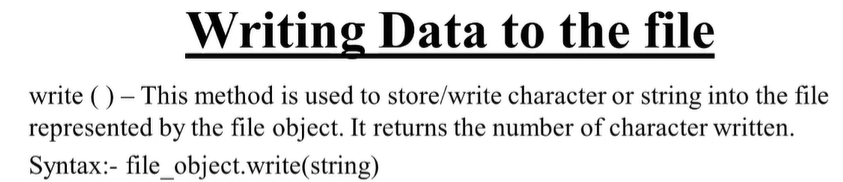 Writing Data to the file
write ( ) – This method is used to store/write character or string into the file
represented by the file object. It returns the number of character written.
Syntax:- file_object.write(string)